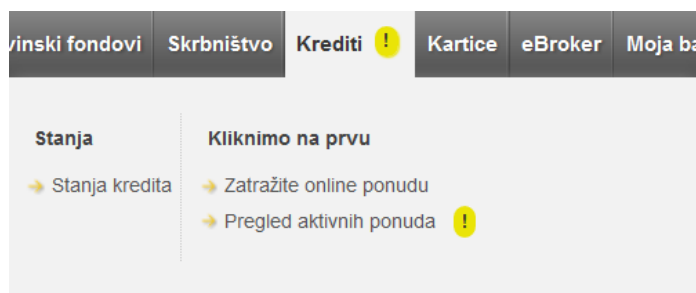 vinski fondovi Skrbništvo Krediti ! Kartice eBroker Moja ba
Stanja Kliknimo na prvu
Stanja kredita Zatražite online ponudu
Pregled aktivnih ponuda !